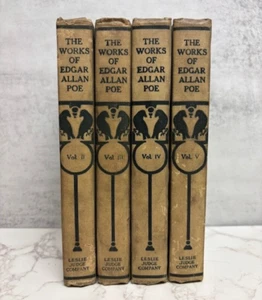 THE
WORKS
OF
EDGAR
ALLAN
POE
Vol. II
LESLIE
JUDGE
COMPANY
THE
WORKS
OF
EDGAR
ALLAN
POE
Vol. III
LESLIE
JUDGE
COMPANY
THE
WORKS
OF
EDGAR
ALLAN
POE
Vol. IV
LESLIE
JUDGE
COMPANY
THE
WORKS
OF
EDGAR
ALLAN
POE
Vol. V
LESLIE
JUDGE
COMPANY